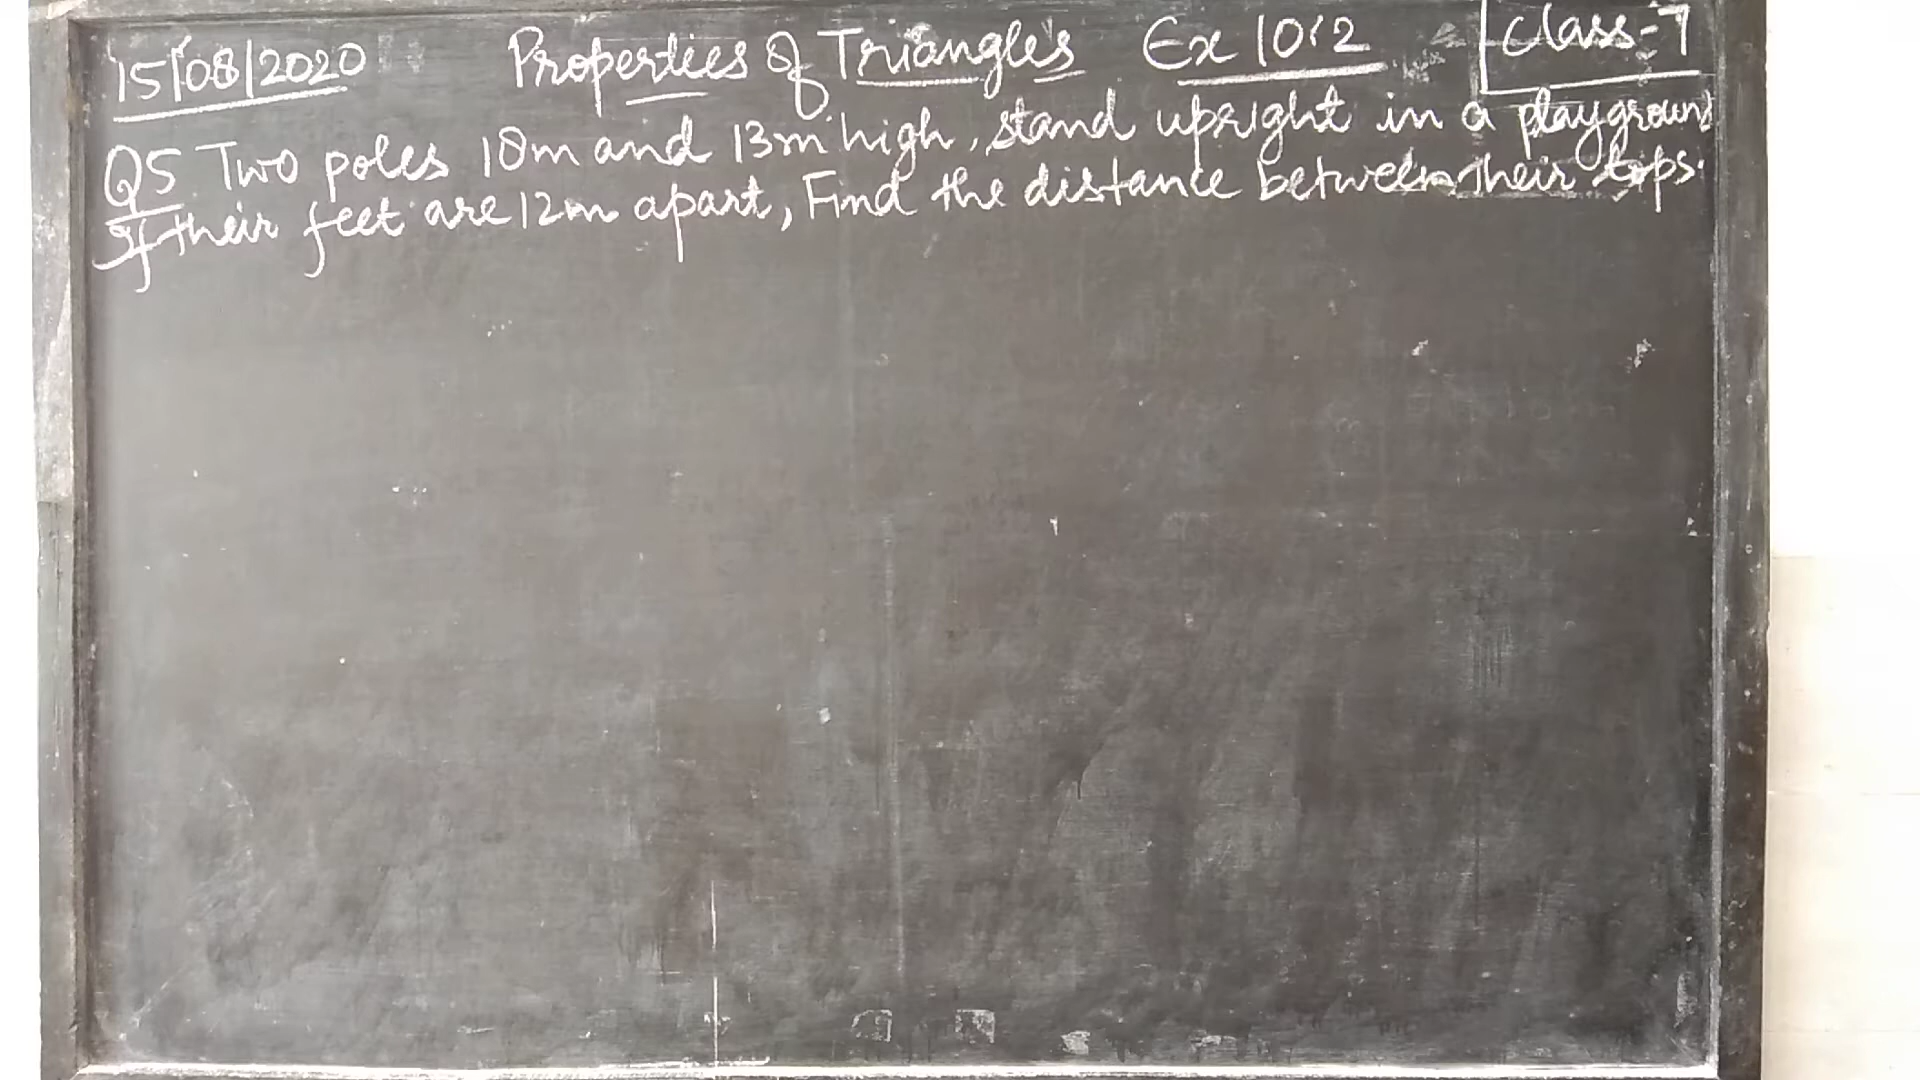 15/08/2020 Properties of Triangles Ex 10.2 Class-7
Q5 Two poles 18m and 13m high, stand upright in a playground
If their feet are 12m apart, Find the distance between their tops.